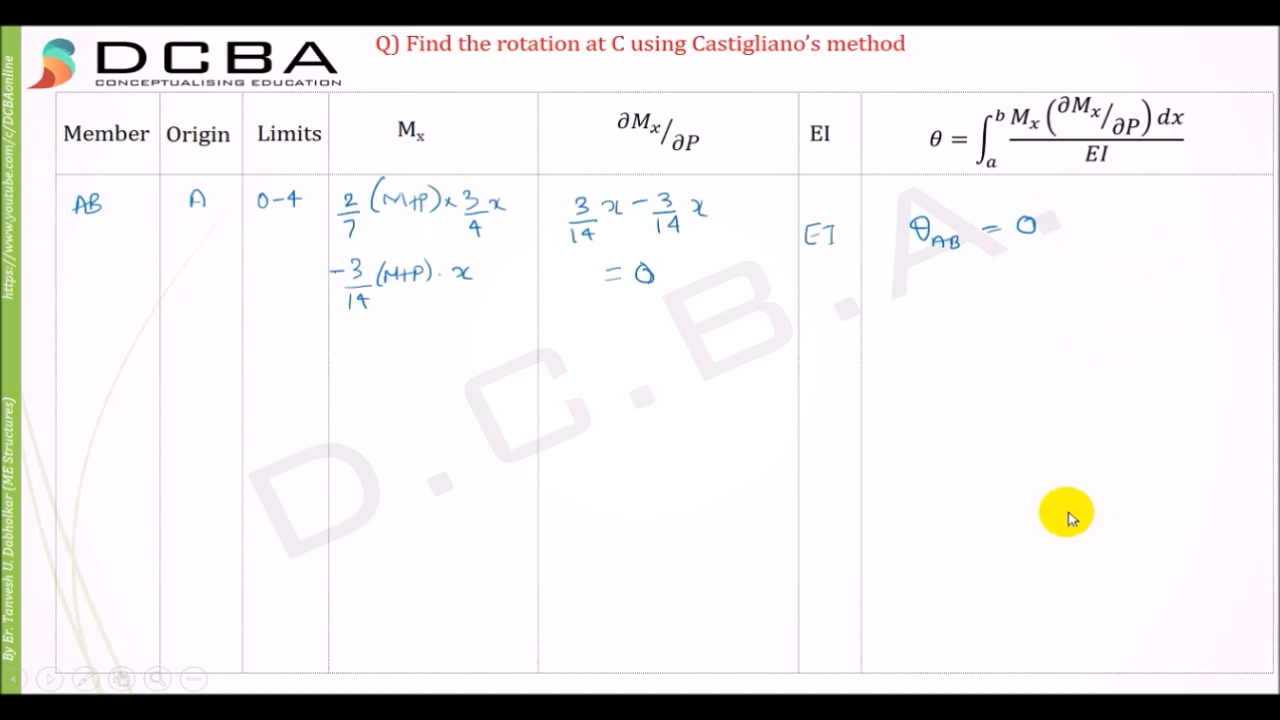 Q) Find the rotation at C using Castigliano's method
DCBA
CONCEPTUALISING EDUCATION
https://www.youtube.com/c/DCBAonline
By Er. Tanvesh U. Dabholkar (ME Structures)
Member Origin Limits Mₓ ∂Mₓ/∂P EI θ = ∫ₐᵇ Mₓ (∂Mₓ/∂P) dx / EI
AB A 0-4 2/7 (M+P) × 3/4 x 3/14 x - 3/14 x EI θ_AB = 0
-3/14 (M+P) · x = 0
D.C.B.A.